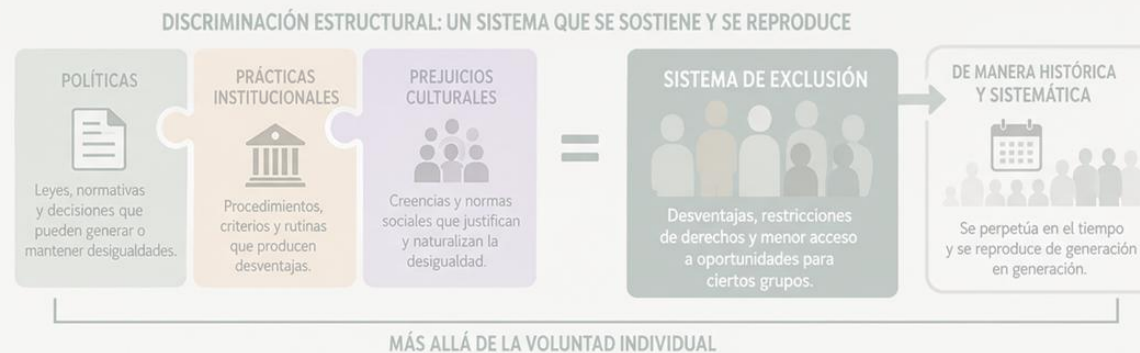 DISCRIMINACIÓN ESTRUCTURAL: UN SISTEMA QUE SE SOSTIENE Y SE REPRODUCE
POLÍTICAS
Leyes, normativas
y decisiones que
pueden generar o
mantener desigualdades.
PRÁCTICAS
INSTITUCIONALES
Procedimientos,
criterios y rutinas
que producen
desventajas.
PREJUICIOS
CULTURALES
Creencias y normas
sociales que justifican
y naturalizan la
desigualdad.
=
SISTEMA DE EXCLUSIÓN
Desventajas, restricciones
de derechos y menor acceso
a oportunidades para
ciertos grupos.
DE MANERA HISTÓRICA
Y SISTEMÁTICA
Se perpetúa en el tiempo
y se reproduce de generación
en generación.
MÁS ALLÁ DE LA VOLUNTAD INDIVIDUAL